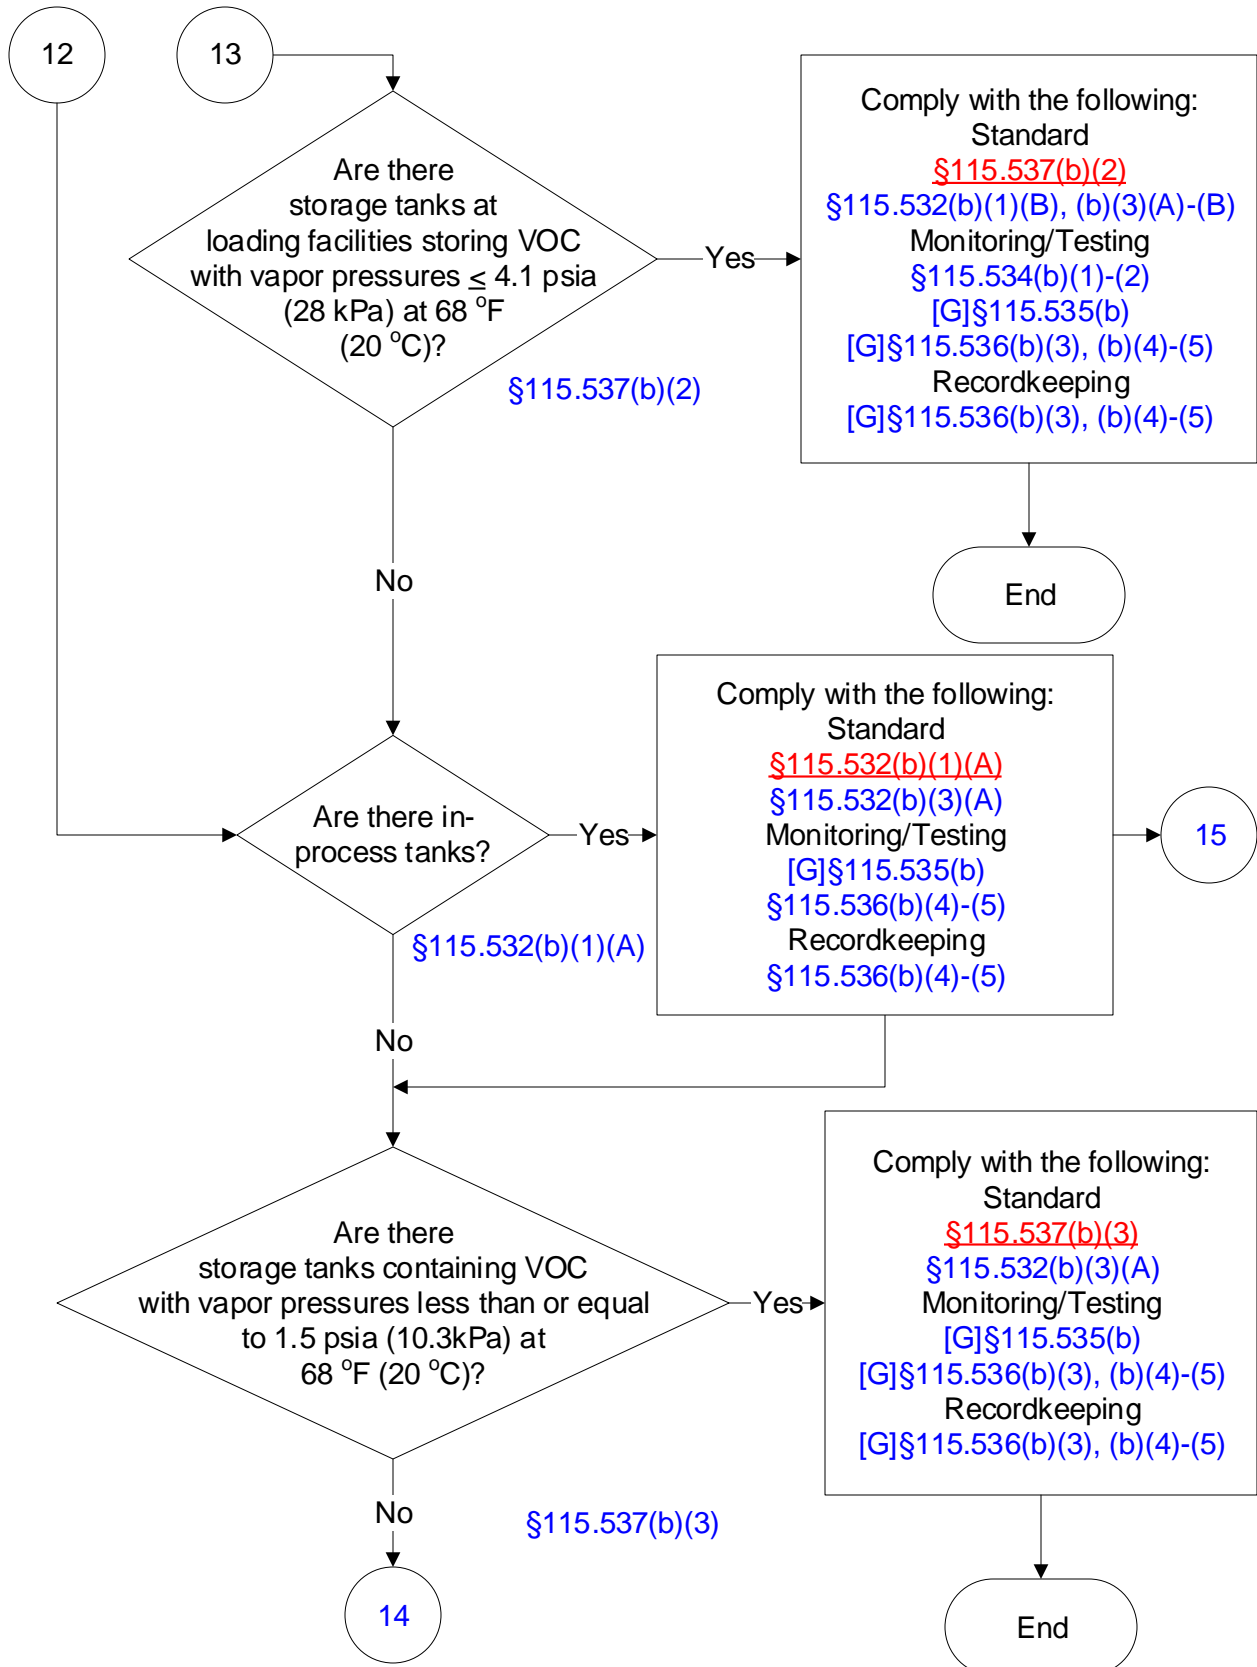 12
13
Are there
storage tanks at
loading facilities storing VOC
with vapor pressures ≤ 4.1 psia
(28 kPa) at 68 °F
(20 °C)?
§115.537(b)(2)
Yes
Comply with the following:
Standard
§115.537(b)(2)
§115.532(b)(1)(B), (b)(3)(A)-(B)
Monitoring/Testing
§115.534(b)(1)-(2)
[G]§115.535(b)
[G]§115.536(b)(3), (b)(4)-(5)
Recordkeeping
[G]§115.536(b)(3), (b)(4)-(5)
End
No
Are there in-
process tanks?
§115.532(b)(1)(A)
Yes
Comply with the following:
Standard
§115.532(b)(1)(A)
§115.532(b)(3)(A)
Monitoring/Testing
[G]§115.535(b)
§115.536(b)(4)-(5)
Recordkeeping
§115.536(b)(4)-(5)
15
No
Are there
storage tanks containing VOC
with vapor pressures less than or equal
to 1.5 psia (10.3kPa) at
68 °F (20 °C)?
§115.537(b)(3)
Yes
Comply with the following:
Standard
§115.537(b)(3)
§115.532(b)(3)(A)
Monitoring/Testing
[G]§115.535(b)
[G]§115.536(b)(3), (b)(4)-(5)
Recordkeeping
[G]§115.536(b)(3), (b)(4)-(5)
End
No
14